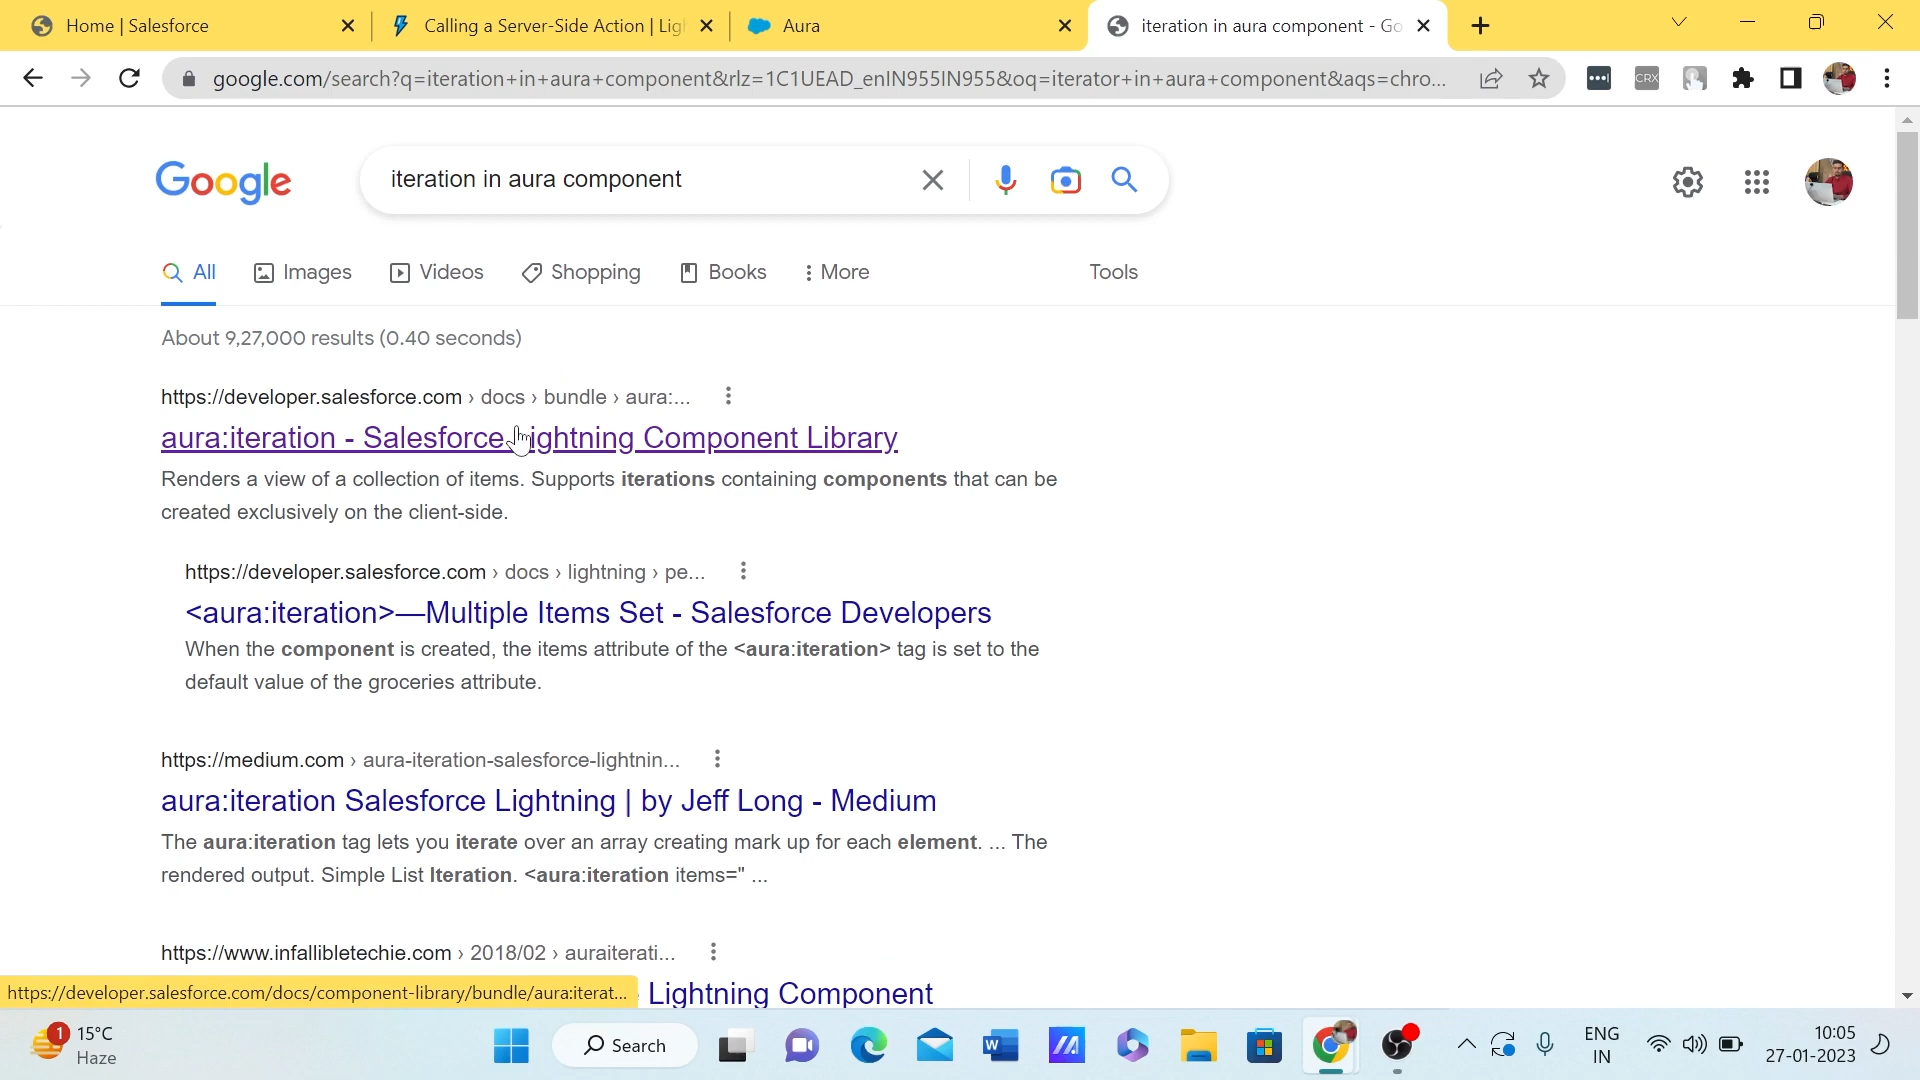 Home | Salesforce
Calling a Server-Side Action | Lig
Aura
iteration in aura component - Go
google.com/search?q=iteration+in+aura+component&rlz=1C1UEAD_enIN955IN955&oq=iterator+in+aura+component&aqs=chro...
CRX
Google
iteration in aura component
All
Images
Videos
Shopping
Books
More
Tools
About 9,27,000 results (0.40 seconds)
https://developer.salesforce.com › docs › bundle › aura:...
aura:iteration - Salesforce Lightning Component Library
Renders a view of a collection of items. Supports iterations containing components that can be
created exclusively on the client-side.
https://developer.salesforce.com › docs › lightning › pe...
<aura:iteration>—Multiple Items Set - Salesforce Developers
When the component is created, the items attribute of the <aura:iteration> tag is set to the
default value of the groceries attribute.
https://medium.com › aura-iteration-salesforce-lightnin...
aura:iteration Salesforce Lightning | by Jeff Long - Medium
The aura:iteration tag lets you iterate over an array creating mark up for each element. ... The
rendered output. Simple List Iteration. <aura:iteration items=" ...
https://www.infallibletechie.com › 2018/02 › auraiterati...
https://developer.salesforce.com/docs/component-library/bundle/aura:iterat...
Lightning Component
1
15°C
Haze
Search
W
ENG
IN
10:05
27-01-2023